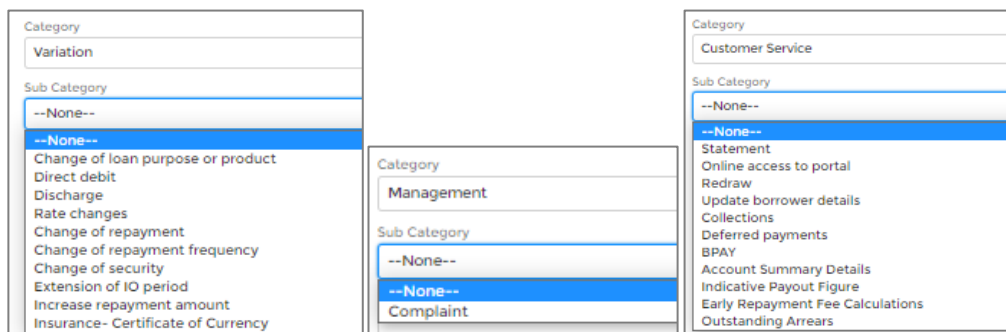 Category
Variation
Sub Category
--None--
--None--
Change of loan purpose or product
Direct debit
Discharge
Rate changes
Change of repayment
Change of repayment frequency
Change of security
Extension of IO period
Increase repayment amount
Insurance- Certificate of Currency
Category
Management
Sub Category
--None--
--None--
Complaint
Category
Customer Service
Sub Category
--None--
--None--
Statement
Online access to portal
Redraw
Update borrower details
Collections
Deferred payments
BPAY
Account Summary Details
Indicative Payout Figure
Early Repayment Fee Calculations
Outstanding Arrears